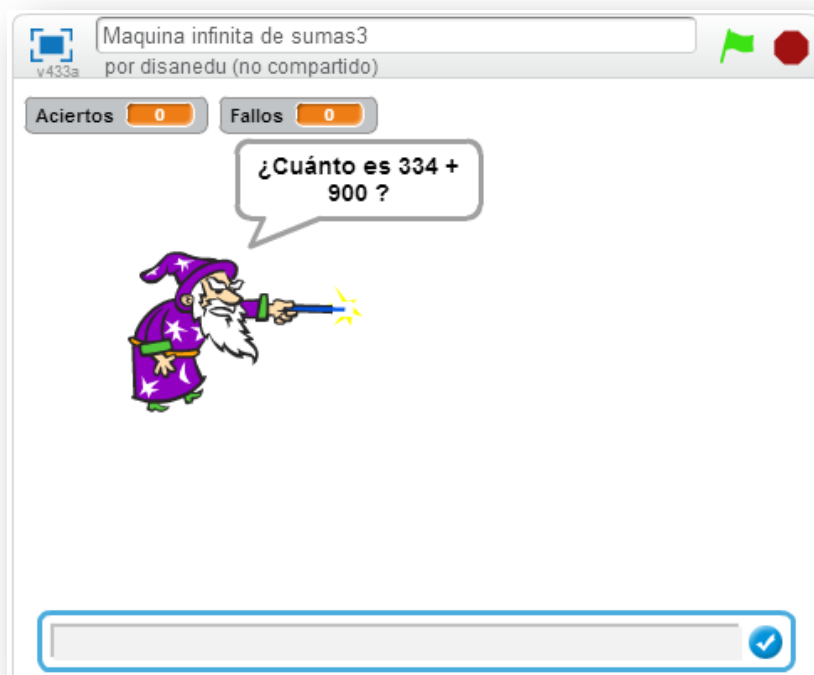 Maquina infinita de sumas3
v433a
por disanedu (no compartido)
Aciertos 0 Fallos 0
¿Cuánto es 334 +
900 ?